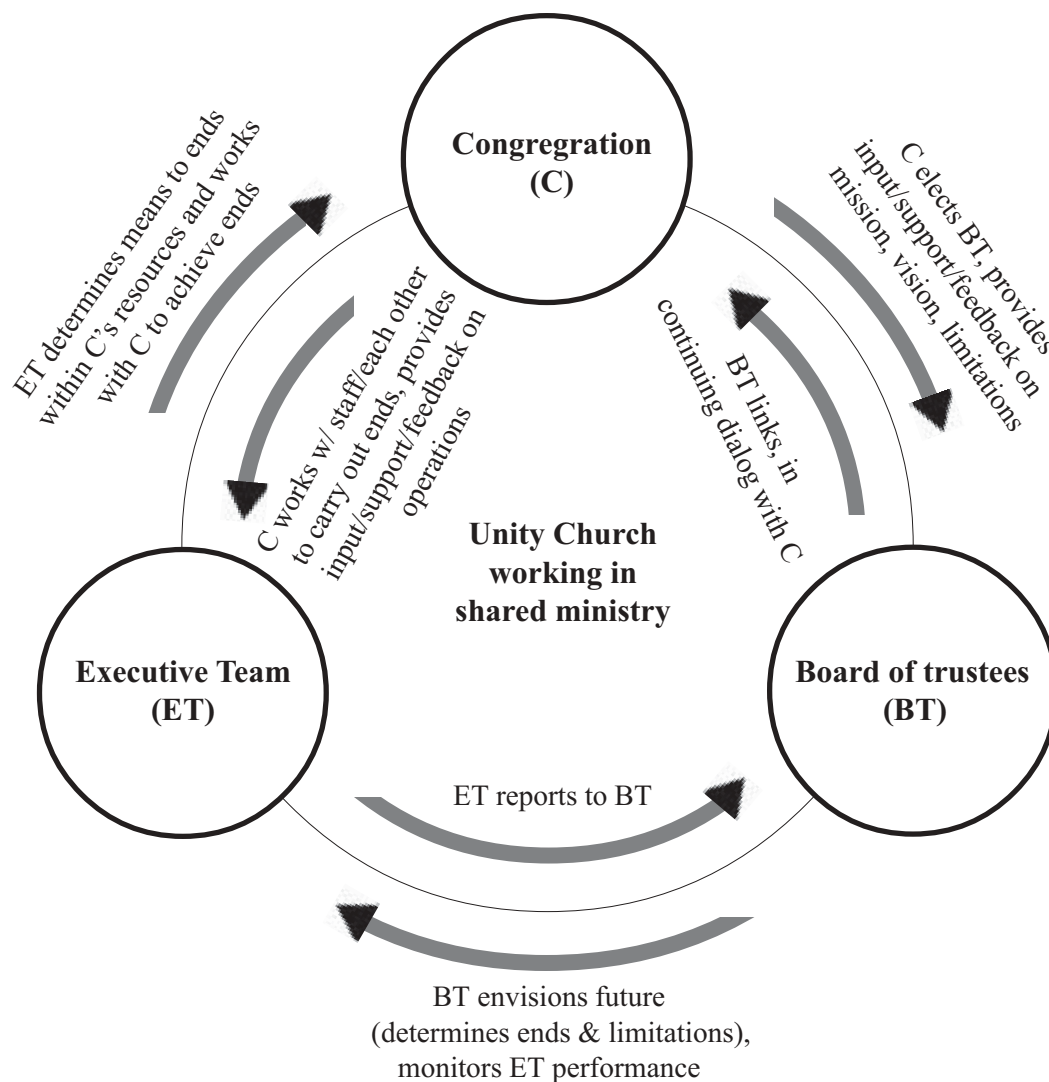 Congregration
(C)
ET determines means to ends
within C's resources and works
with C to achieve ends
C works w/ staff/each other
to carry out ends, provides
input/support/feedback on
operations
C elects BT, provides
input/support/feedback on
mission, vision, limitations
BT links, in
continuing dialog with C
Unity Church
working in
shared ministry
Executive Team
(ET)
Board of trustees
(BT)
ET reports to BT
BT envisions future
(determines ends & limitations),
monitors ET performance